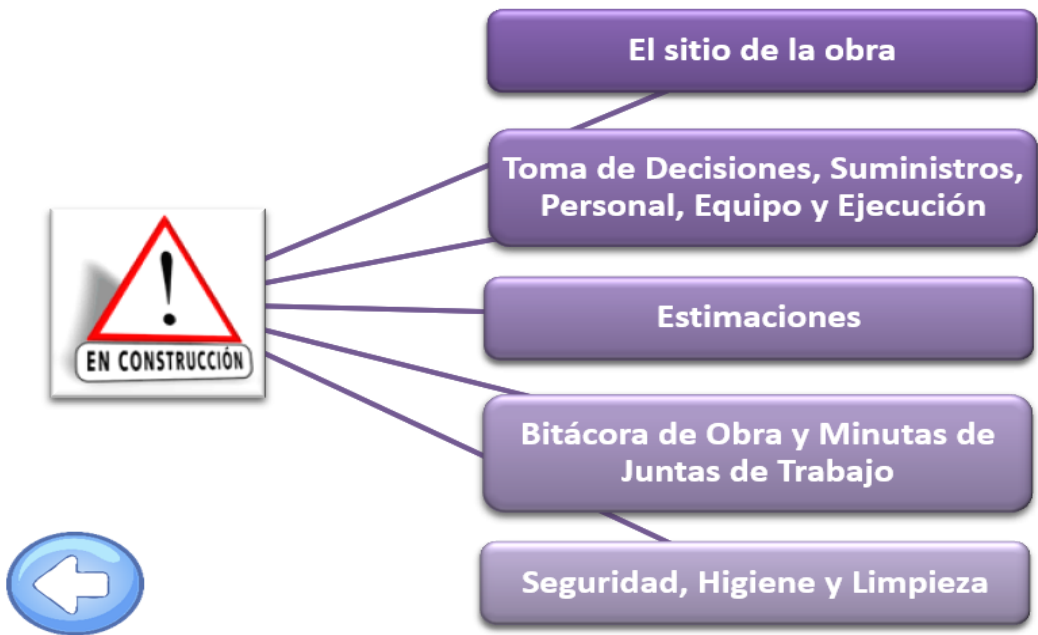 El sitio de la obra
Toma de Decisiones, Suministros,
Personal, Equipo y Ejecución
Estimaciones
!
EN CONSTRUCCIÓN
Bitácora de Obra y Minutas de
Juntas de Trabajo
Seguridad, Higiene y Limpieza